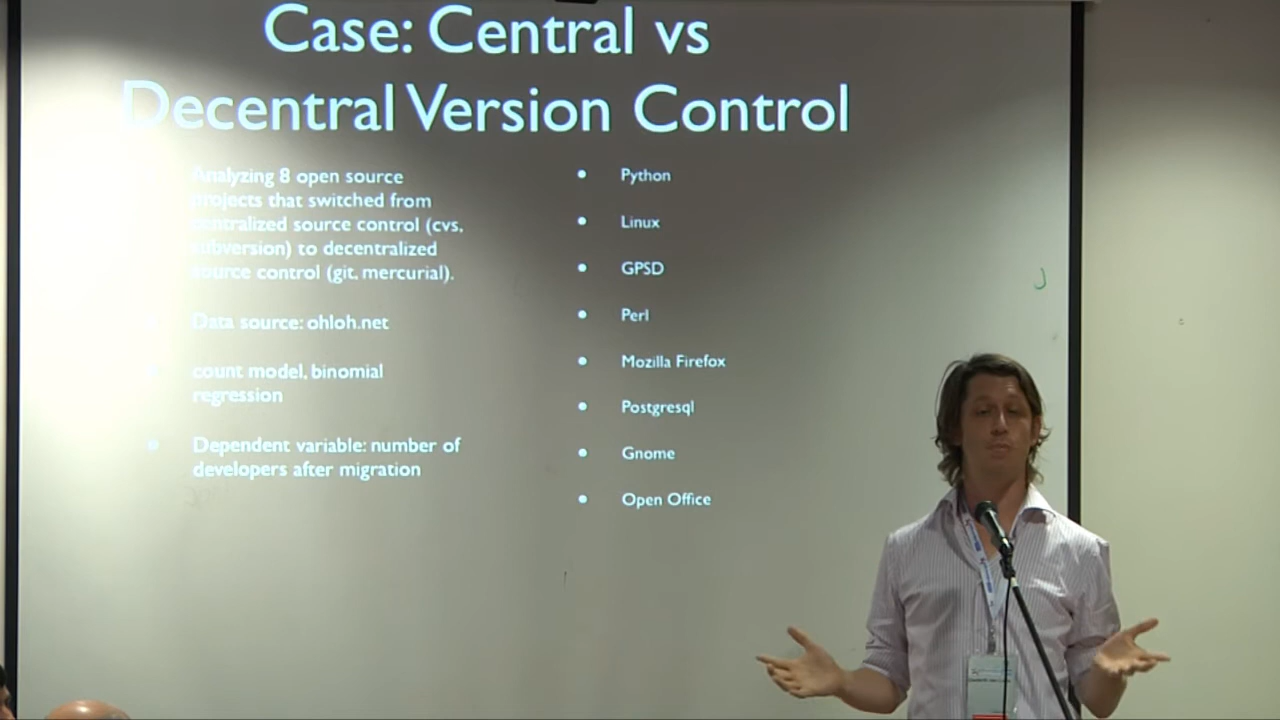 Case: Central vs
Decentral Version Control
Analyzing 8 open source
projects that switched from
centralized source control (cvs,
subversion) to decentralized
source control (git, mercurial).
Data source: ohloh.net
count model, binomial
regression
Dependent variable: number of
developers after migration
Python
Linux
GPSD
Perl
Mozilla Firefox
Postgresql
Gnome
Open Office